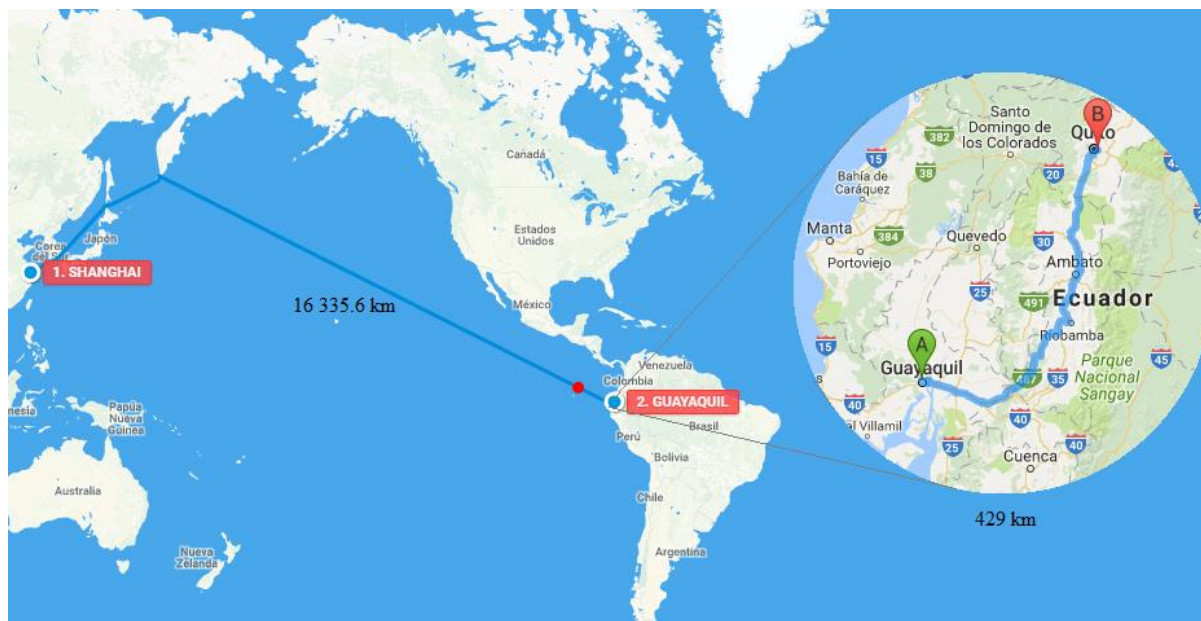 Canadá
Estados
Unidos
México
Corea
del Sur
Japón
1. SHANGHAI
16 335.6 km
Venezuela
Colombia
2. GUAYAQUIL
Perú
Brasil
Bolivia
Chile
Argentina
Papúa
Nueva
Guinea
Australia
Nueva
Zelanda
Santo
Domingo de
los Colorados
B
Quito
382
15
38
20
Bahía de
Caráquez
Manta
384
Quevedo
30
Portoviejo
Ambato
25
491
Ecuador
Riobamba
15
A
Guayaquil
487
35
Parque
Nacional
Sangay
45
40
40
al Villamil
25
40
Cuenca
429 km